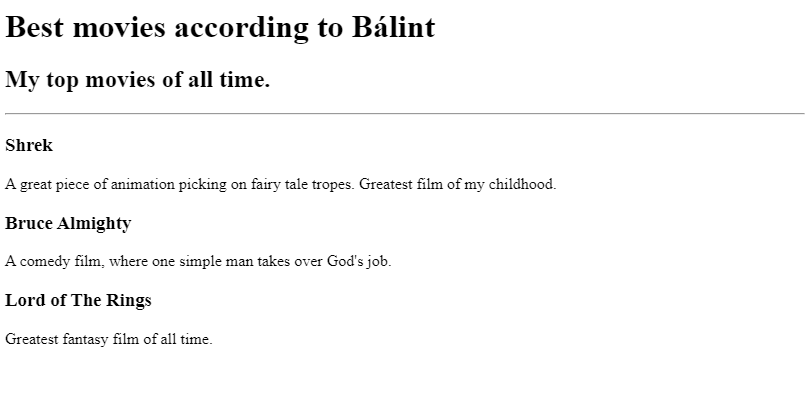 Best movies according to Bálint
My top movies of all time.
Shrek
A great piece of animation picking on fairy tale tropes. Greatest film of my childhood.
Bruce Almighty
A comedy film, where one simple man takes over God's job.
Lord of The Rings
Greatest fantasy film of all time.